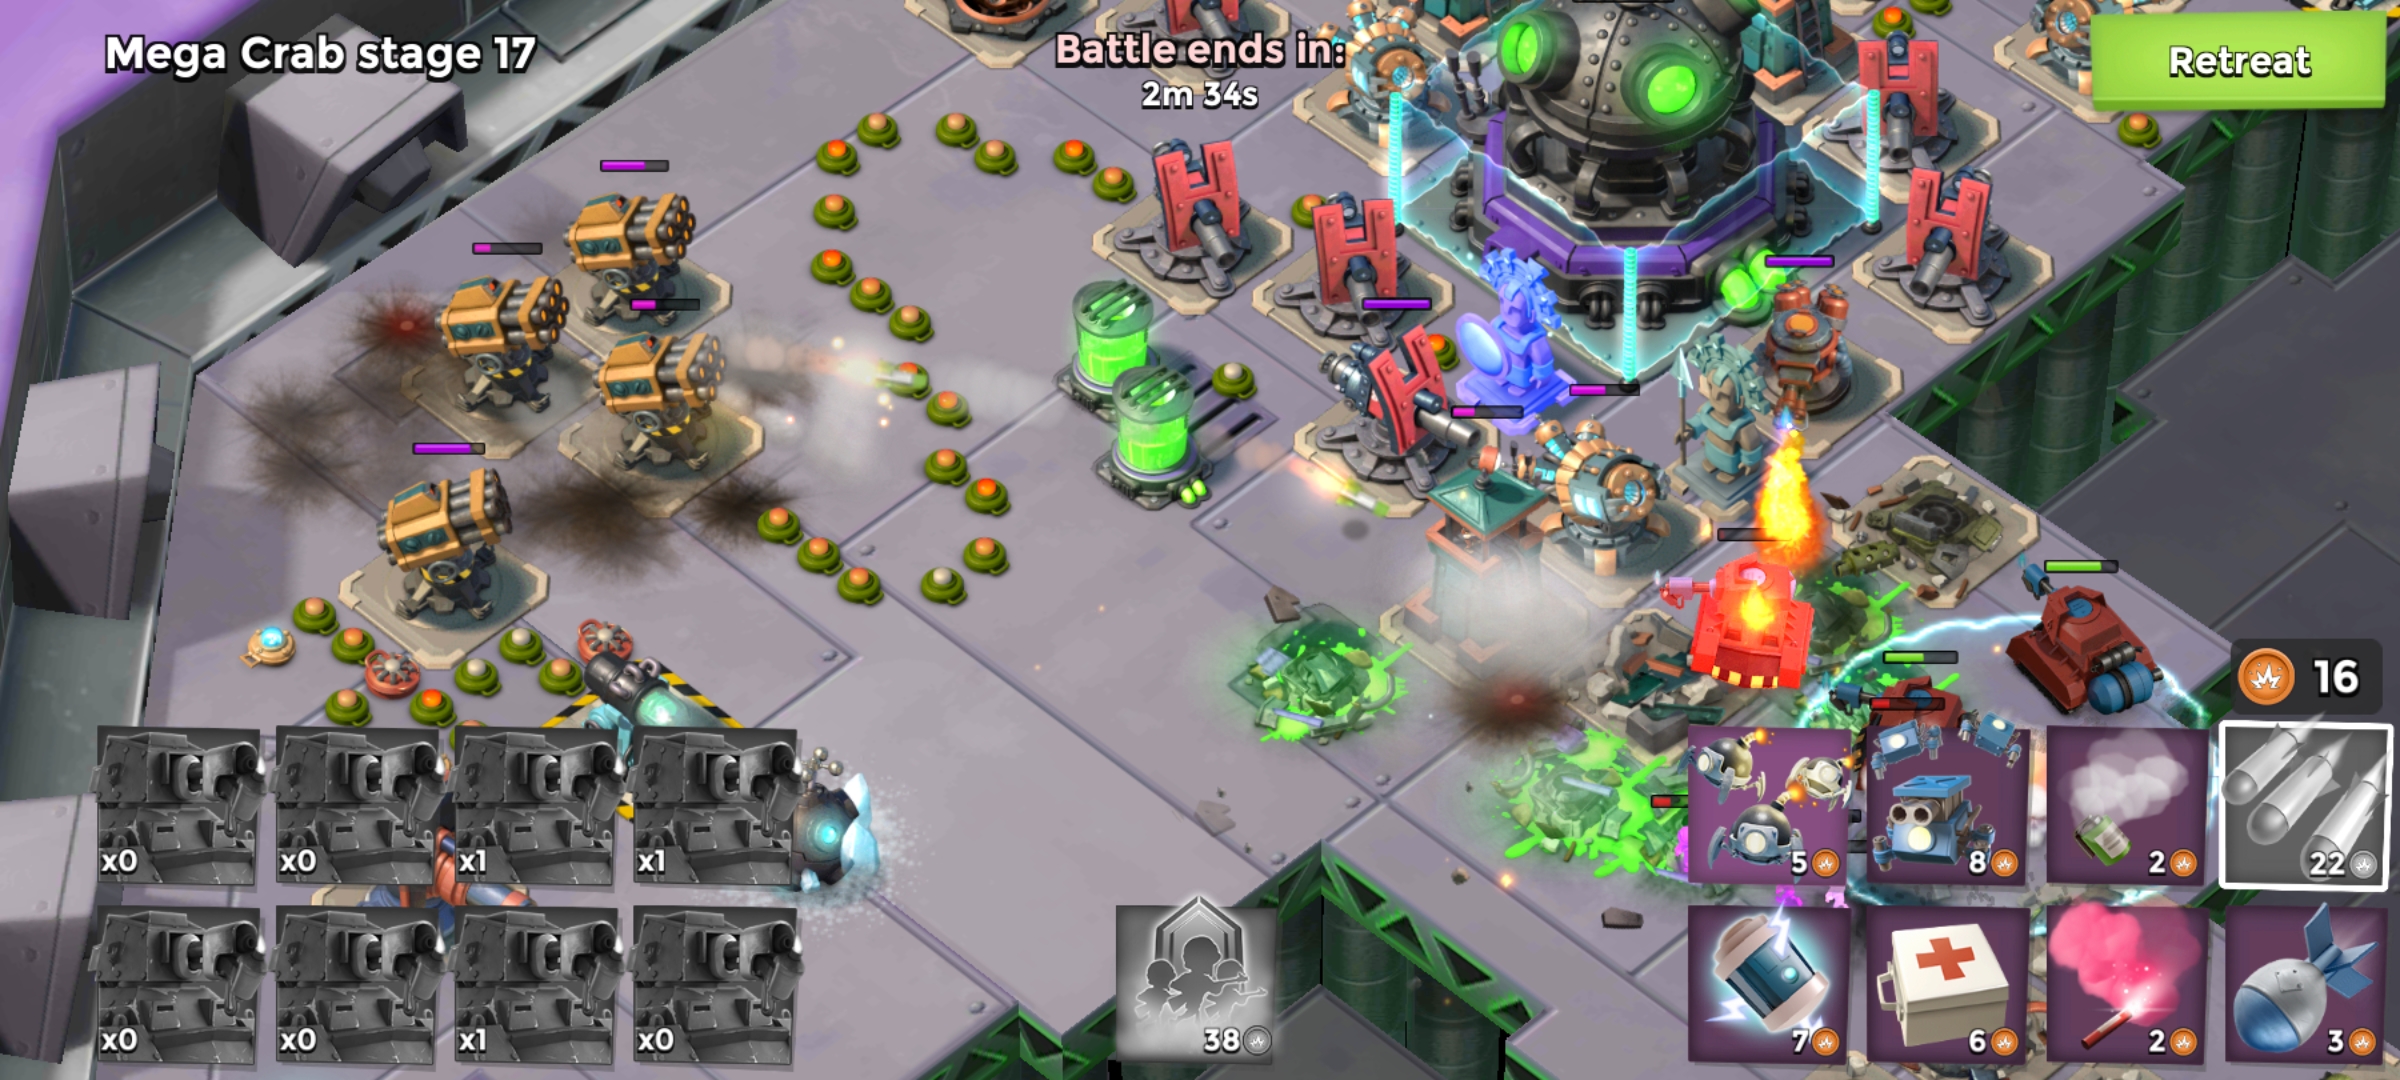 Mega Crab stage 17
Battle ends in:
2m 34s
Retreat
16
x0
x0
x1
x1
5
8
2
22
x0
x0
x1
x0
38
7
6
2
3